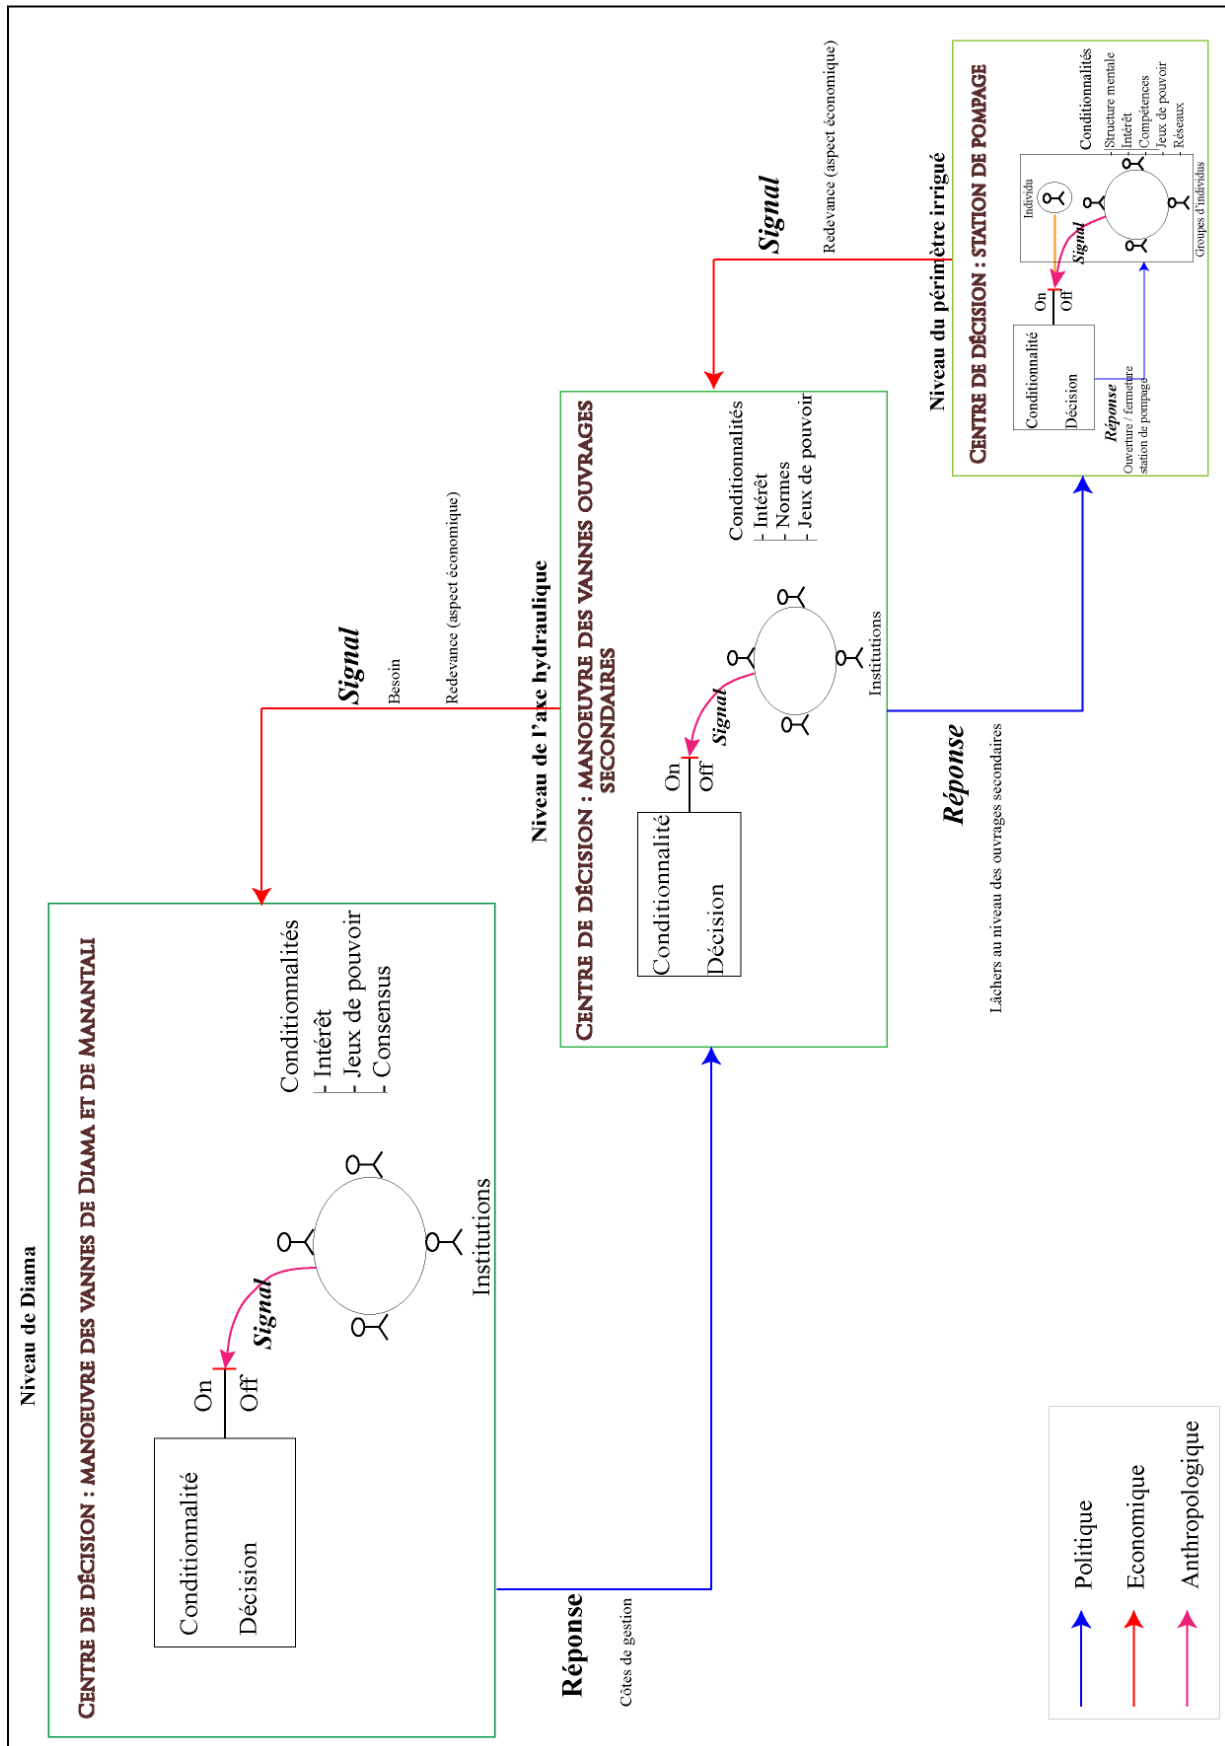 Niveau de Diama
CENTRE DE DÉCISION : MANOEUVRE DES VANNES DE DIAMA ET DE MANANTALI
Conditionnalité
Décision
On
Off
Signal
Institutions
Conditionnalités
- Intérêt
- Jeux de pouvoir
- Consensus
Signal
Besoin
Redevance (aspect économique)
Réponse
Côtes de gestion
Niveau de l'axe hydraulique
CENTRE DE DÉCISION : MANOEUVRE DES VANNES OUVRAGES
SECONDAIRES
Conditionnalité
Décision
On
Off
Signal
Institutions
Conditionnalités
- Intérêt
- Normes
- Jeux de pouvoir
Signal
Redevance (aspect économique)
Réponse
Lâchers au niveau des ouvrages secondaires
Niveau du périmètre irrigué
CENTRE DE DÉCISION : STATION DE POMPAGE
Conditionnalité
Décision
On
Off
Signal
Individu
Groupes d'individus
Conditionnalités
- Structure mentale
- Intérêt
- Compétences
- Jeux de pouvoir
- Réseaux
Réponse
Ouverture / fermeture
station de pompage
Politique
Economique
Anthropologique